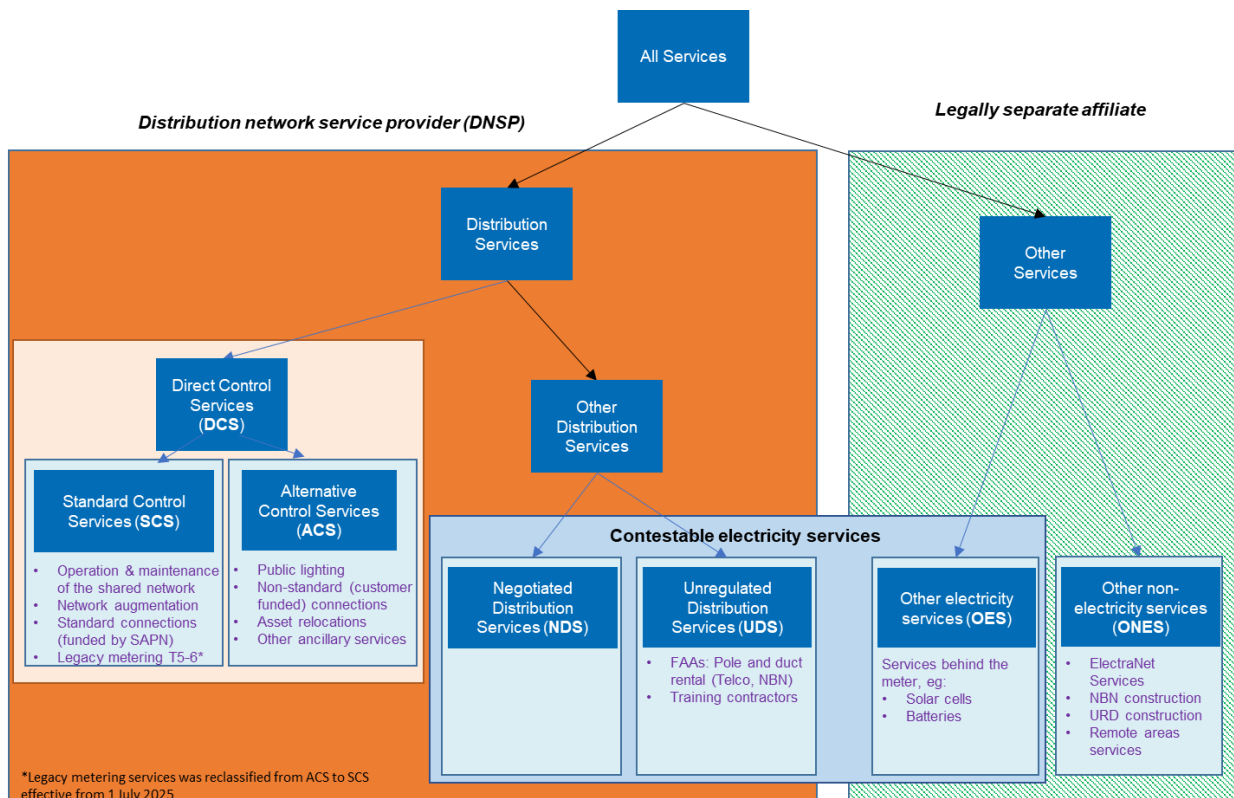 All Services
Distribution network service provider (DNSP)
Legally separate affiliate
Distribution
Services
Other
Services
Direct Control
Services
(DCS)
Other
Distribution
Services
Standard Control
Services (SCS)
• Operation & maintenance
of the shared network
• Network augmentation
• Standard connections
(funded by SAPN)
• Legacy metering T5-6*
Alternative
Control Services
(ACS)
• Public lighting
• Non-standard (customer
funded) connections
• Asset relocations
• Other ancillary services
Contestable electricity services
Negotiated
Distribution
Services (NDS)
Unregulated
Distribution
Services (UDS)
• FAAs: Pole and duct
rental (Telco, NBN)
• Training contractors
Other electricity
services (OES)
Services behind the
meter, eg:
• Solar cells
• Batteries
Other non-
electricity services
(ONES)
• ElectraNet
Services
• NBN construction
• URD construction
• Remote areas
services
*Legacy metering services was reclassified from ACS to SCS
effective from 1 July 2025